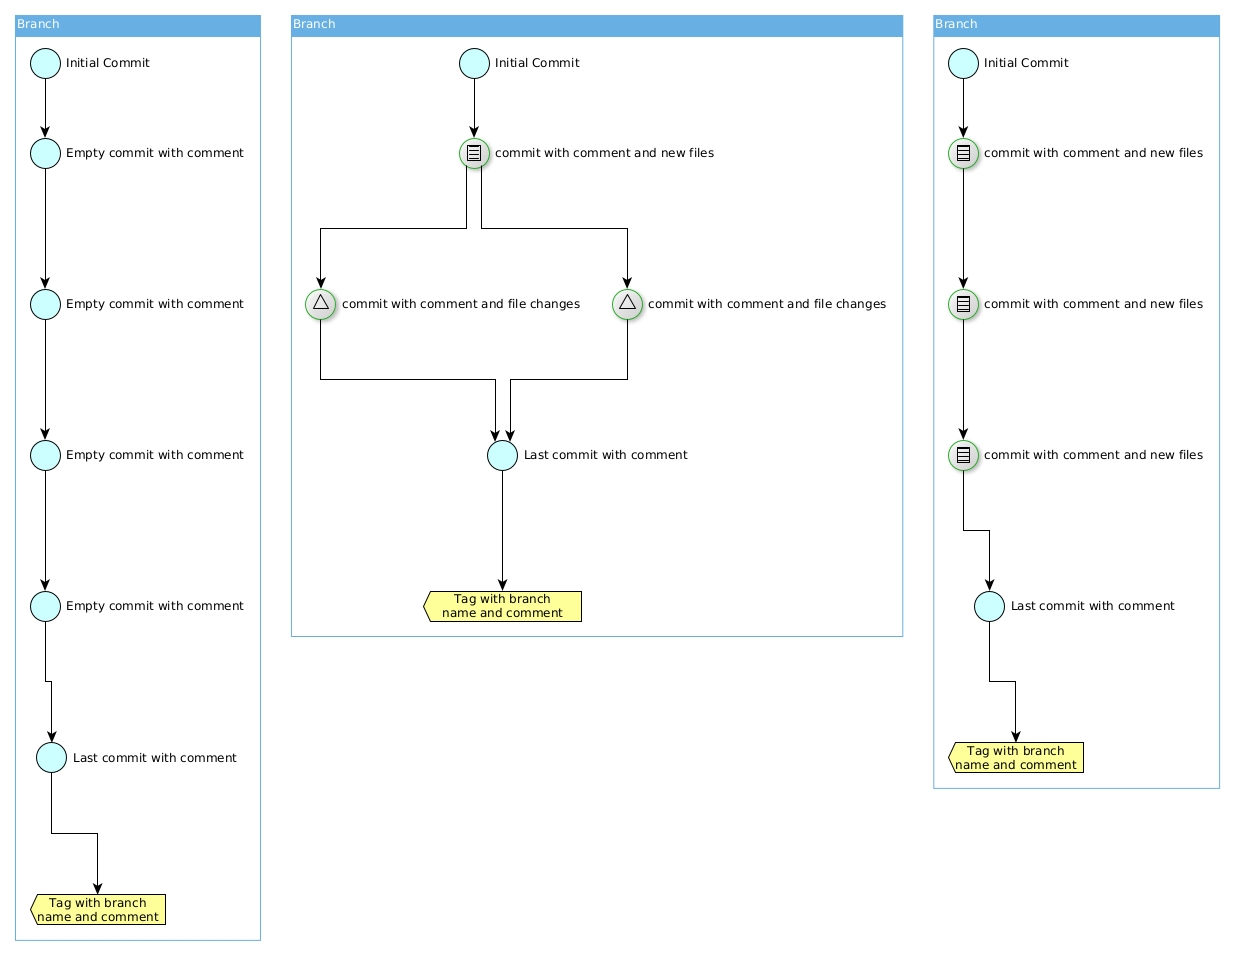 Branch
Initial Commit
Empty commit with comment
Empty commit with comment
Empty commit with comment
Empty commit with comment
Last commit with comment
Tag with branch
name and comment
Branch
Initial Commit
commit with comment and new files
commit with comment and file changes
commit with comment and file changes
Last commit with comment
Tag with branch
name and comment
Branch
Initial Commit
commit with comment and new files
commit with comment and new files
commit with comment and new files
Last commit with comment
Tag with branch
name and comment